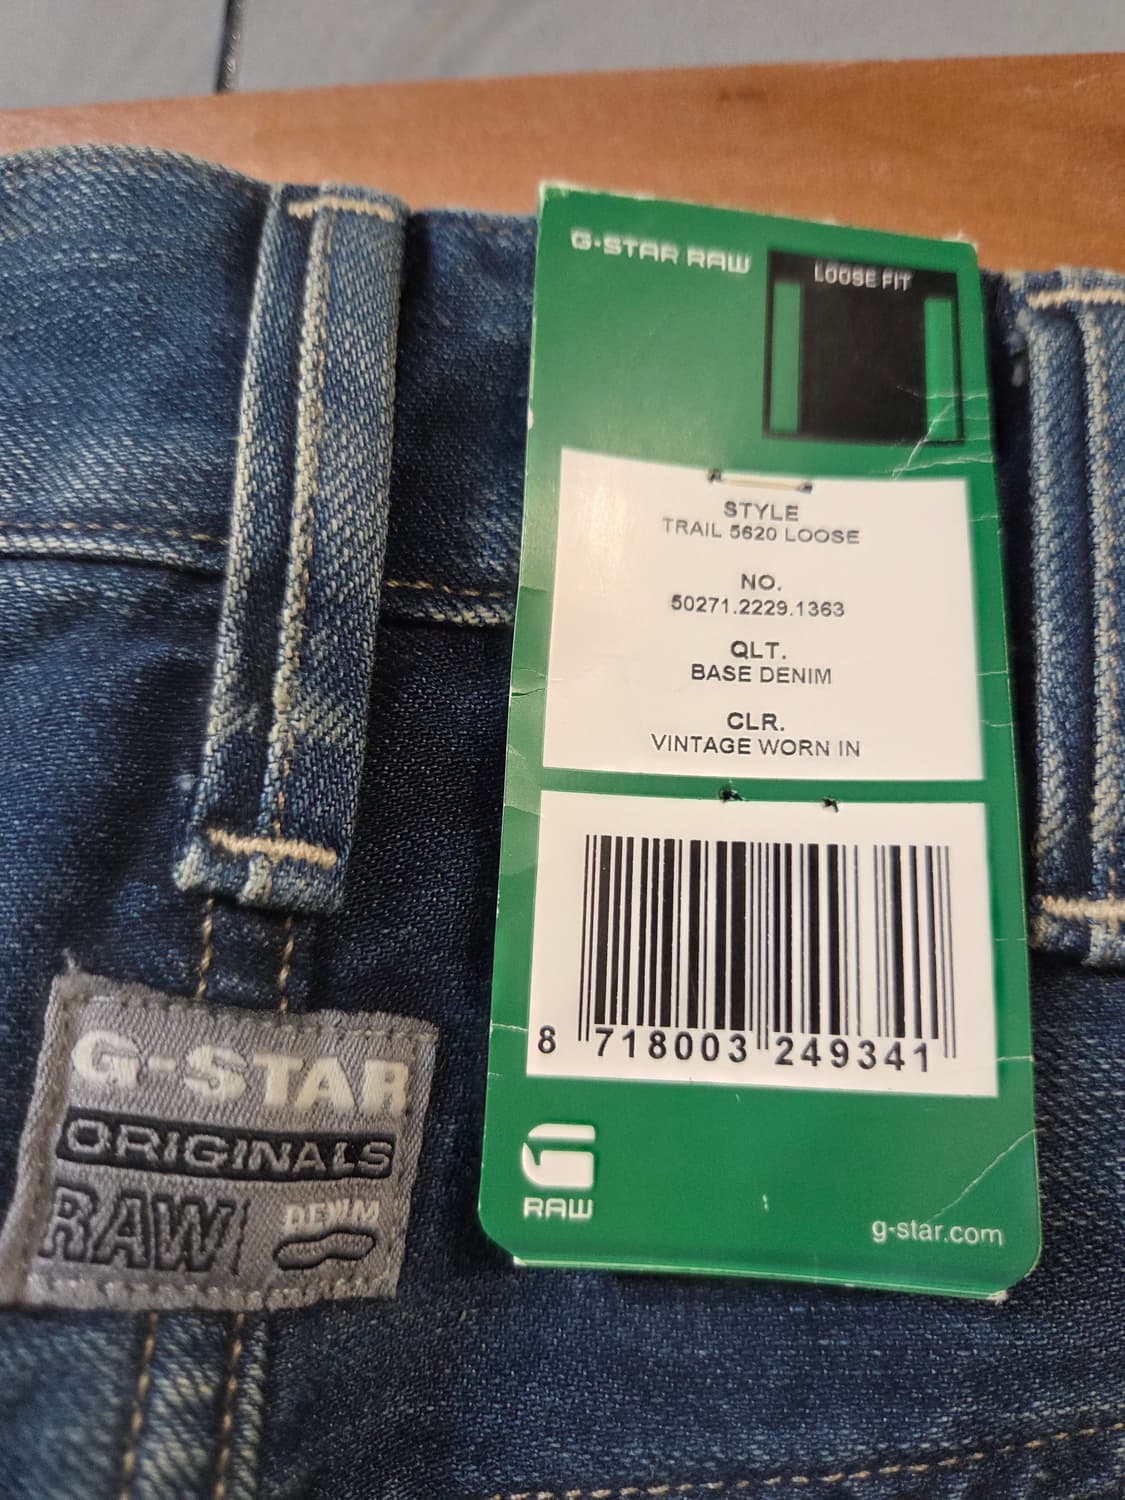 G-STAR RAW
LOOSE FIT
STYLE
TRAIL 5620 LOOSE
NO.
50271.2229.1363
QLT.
BASE DENIM
CLR.
VINTAGE WORN IN
8 718003 249341
G
RAW
g-star.com
G-STAR
ORIGINALS
RAW
DENIM